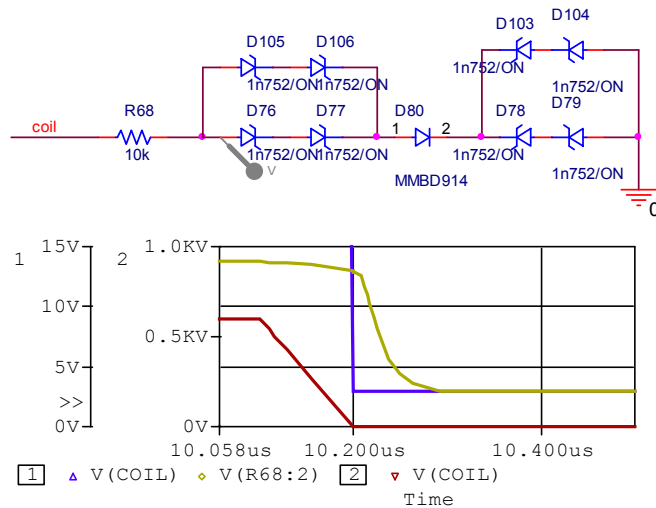 D103 D104
D105 D106
1n752/ON
R68
1n752/ON 1n752/ON
1n752/ON
coil
D76 D77 D80 D78 D79
1 2
10k
1n752/ON 1n752/ON
V
1n752/ON
MMBD914
1n752/ON
0
1 15V 2 1.0KV
10V
0.5KV
5V
>>
0V 0V
10.058us 10.200us 10.400us
1 V(COIL) V(R68:2) 2 V(COIL)
Time